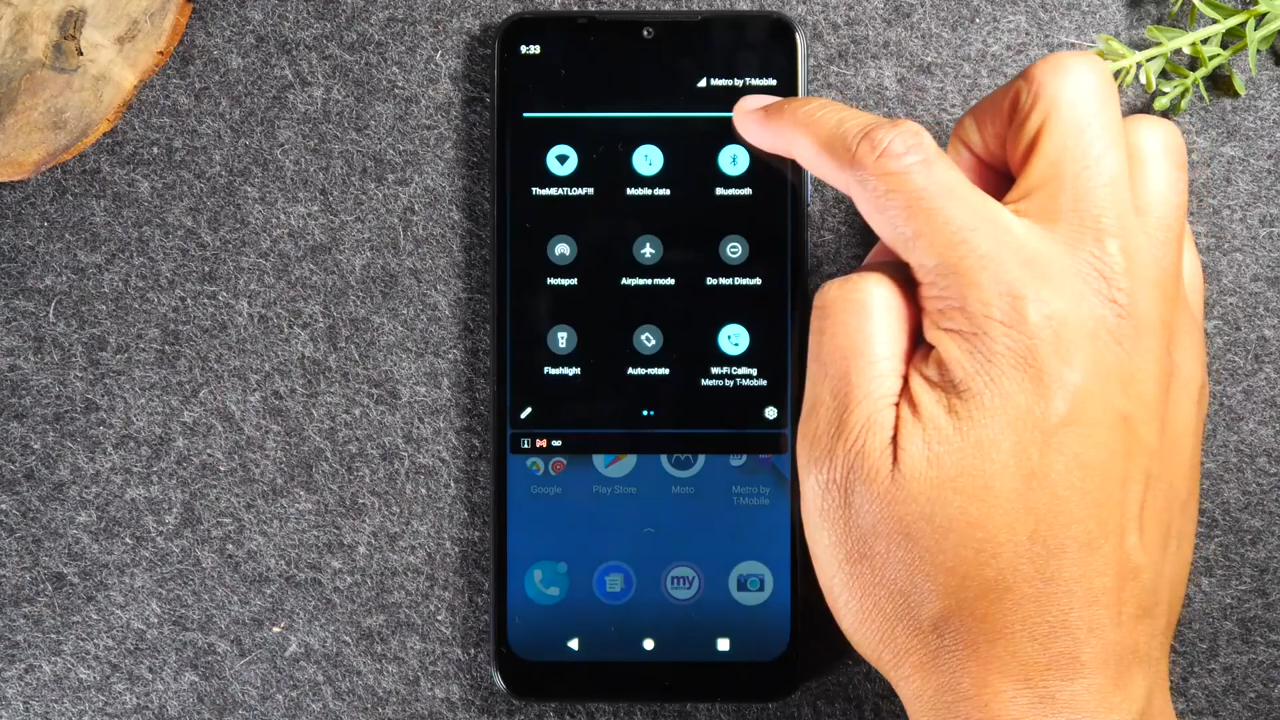 9:33
Metro by T-Mobile
TheMEATLOAF!!!
Mobile data
Bluetooth
Hotspot
Airplane mode
Do Not Disturb
Flashlight
Auto-rotate
Wi-Fi Calling
Metro by T-Mobile
Google
Play Store
Moto
Metro by
T-Mobile
my